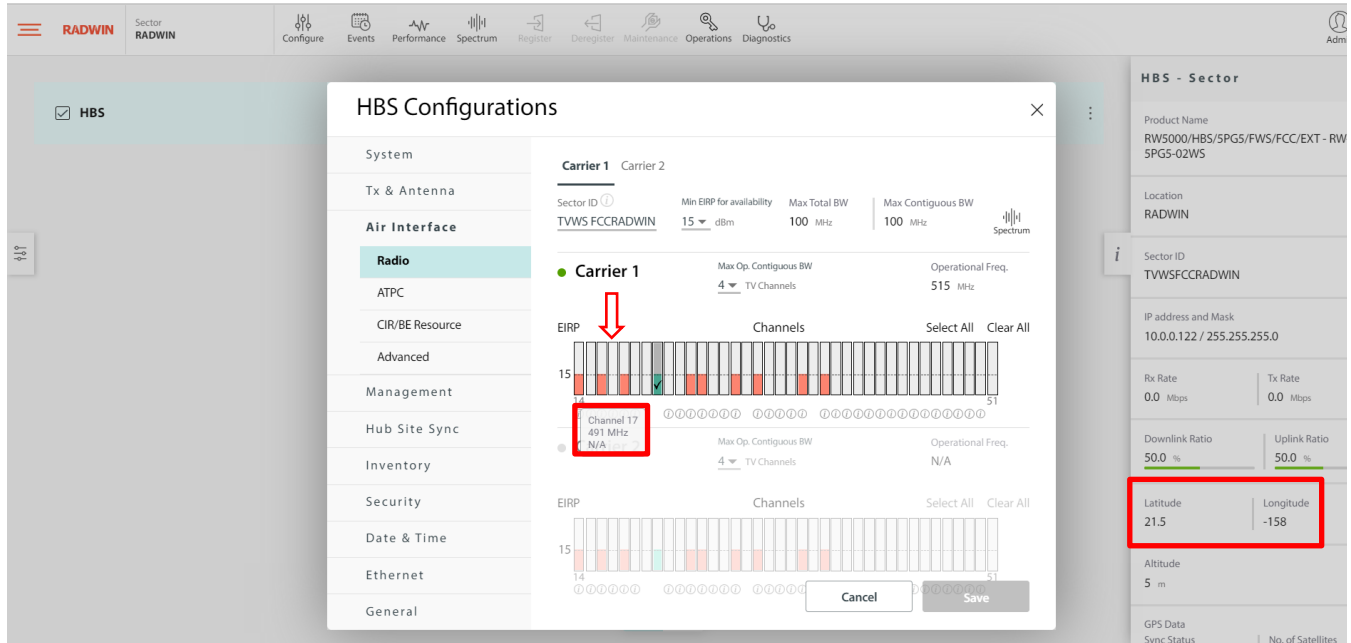 RADWIN
Sector
RADWIN
Configure
Events
Performance
Spectrum
Register
Deregister
Maintenance
Operations
Diagnostics
Adm
HBS
HBS Configurations
System
Tx & Antenna
Air Interface
Radio
ATPC
CIR/BE Resource
Advanced
Management
Hub Site Sync
Inventory
Security
Date & Time
Ethernet
General
Carrier 1 Carrier 2
Sector ID
TVWS FCCRADWIN
Min EIRP for availability
15 dBm
Max Total BW
100 MHz
Max Contiguous BW
100 MHz
Spectrum
Carrier 1
Max Op. Contiguous BW
4 TV Channels
Operational Freq.
515 MHz
EIRP Channels Select All Clear All
15
14 51
Channel 17
491 MHz
N/A
Max Op. Contiguous BW
4 TV Channels
Operational Freq.
N/A
EIRP Channels Select All Clear All
15
14 51
Cancel Save
HBS - Sector
Product Name
RW5000/HBS/5PG5/FWS/FCC/EXT - RW
5PG5-02WS
Location
RADWIN
Sector ID
TVWSFCCRADWIN
IP address and Mask
10.0.0.122 / 255.255.255.0
Rx Rate Tx Rate
0.0 Mbps 0.0 Mbps
Downlink Ratio Uplink Ratio
50.0 % 50.0 %
Latitude Longitude
21.5 -158
Altitude
5 m
GPS Data
Sync Status No. of Satellites